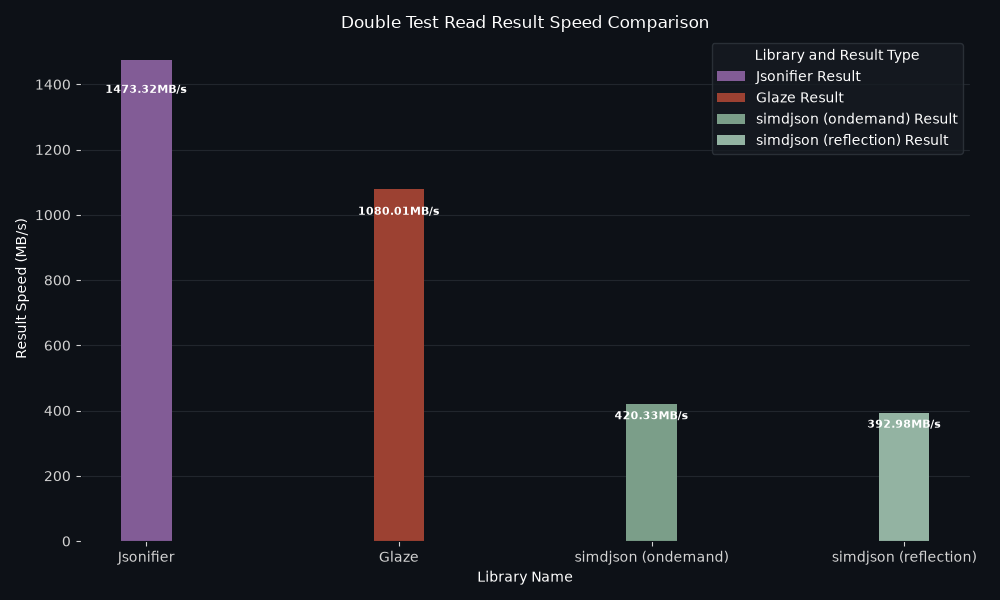 Double Test Read Result Speed Comparison
Library and Result Type
Jsonifier Result
Glaze Result
simdjson (ondemand) Result
simdjson (reflection) Result
Result Speed (MB/s)
1400
1200
1000
800
600
400
200
0
1473.32MB/s
1080.01MB/s
420.33MB/s
392.98MB/s
Jsonifier
Glaze
simdjson (ondemand)
simdjson (reflection)
Library Name